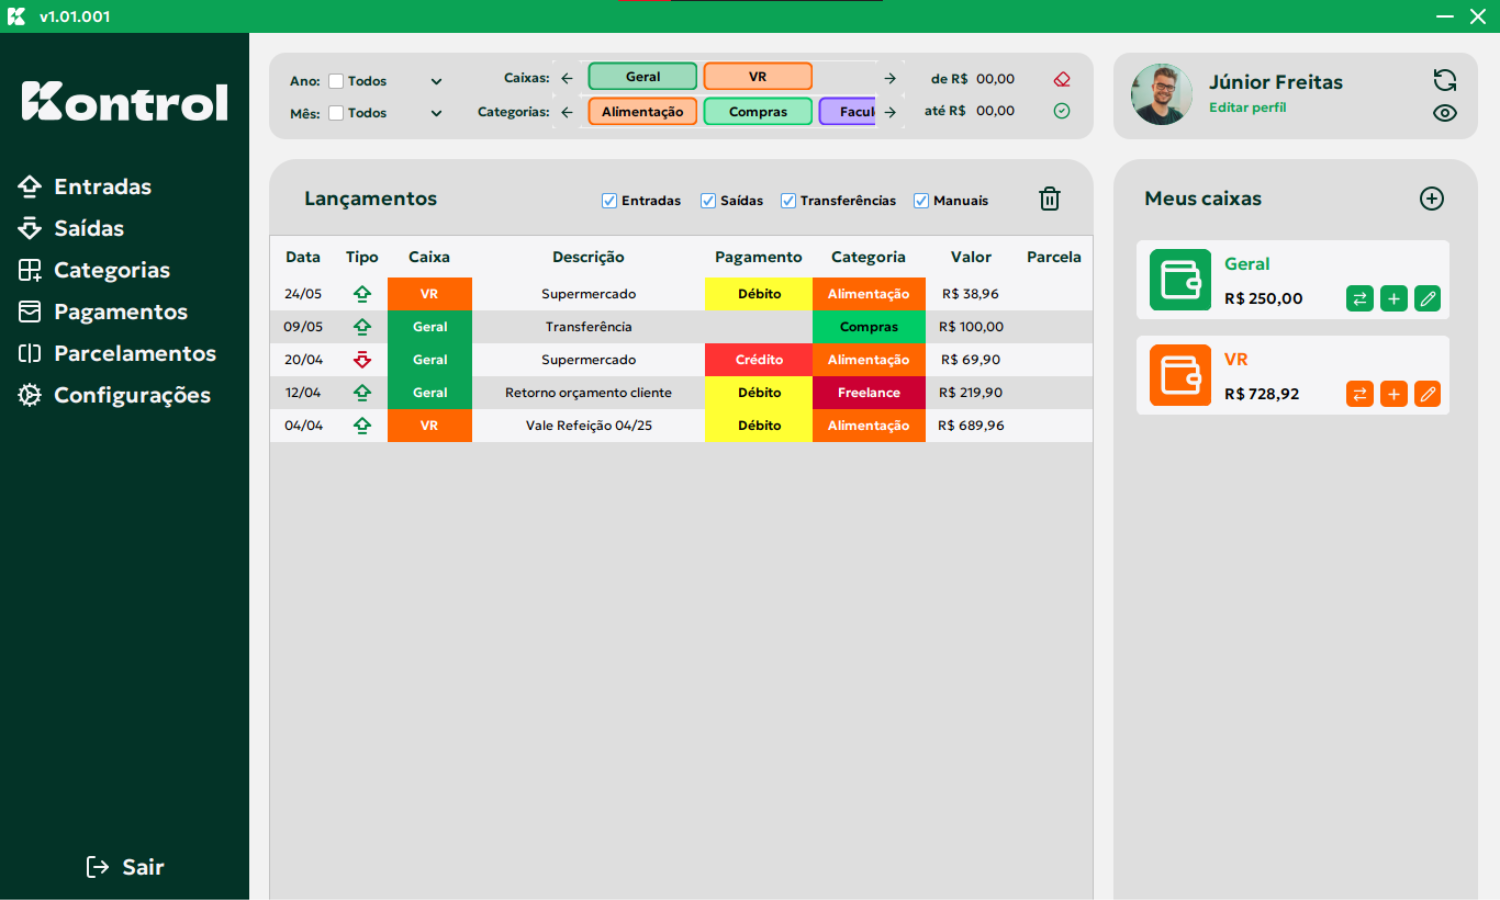 v1.01.001
Kontrol
Entradas
Saídas
Categorias
Pagamentos
Parcelamentos
Configurações
Sair
Ano: Todos
Mês: Todos
Caixas: Geral VR
Categorias: Alimentação Compras Facul
de R$ 00,00
até R$ 00,00
Júnior Freitas
Editar perfil
Lançamentos
Entradas Saídas Transferências Manuais
Data Tipo Caixa Descrição Pagamento Categoria Valor Parcela
24/05 VR Supermercado Débito Alimentação R$ 38,96
09/05 Geral Transferência Compras R$ 100,00
20/04 Geral Supermercado Crédito Alimentação R$ 69,90
12/04 Geral Retorno orçamento cliente Débito Freelance R$ 219,90
04/04 VR Vale Refeição 04/25 Débito Alimentação R$ 689,96
Meus caixas
Geral
R$ 250,00
VR
R$ 728,92